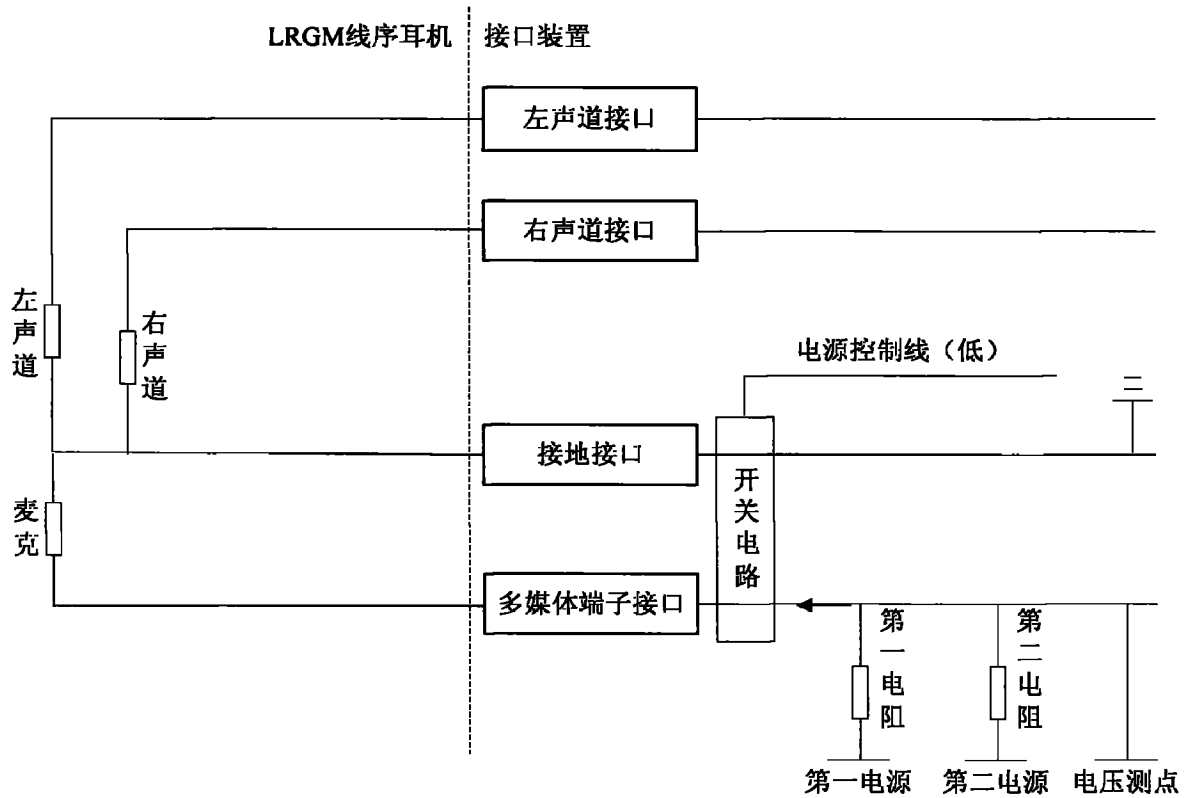 LRGM线序耳机 接口装置
左声道接口
右声道接口
左声道
右声道
电源控制线（低）
接地接口
开关电路
麦克
多媒体端子接口
第一电阻
第二电阻
第一电源 第二电源 电压测点